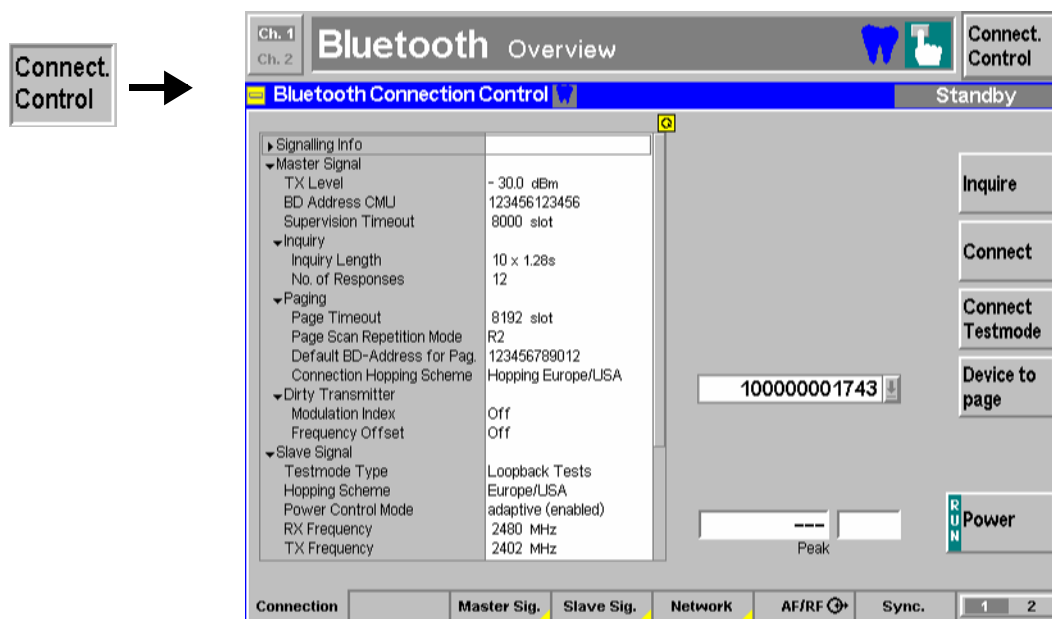 Connect.
Control
Ch. 1
Ch. 2
Bluetooth Overview
Connect.
Control
Bluetooth Connection Control
Standby
Signalling Info
Master Signal
TX Level - 30.0 dBm
BD Address CMU 123456123456
Supervision Timeout 8000 slot
Inquiry
Inquiry Length 10 x 1.28s
No. of Responses 12
Paging
Page Timeout 8192 slot
Page Scan Repetition Mode R2
Default BD-Address for Pag. 123456789012
Connection Hopping Scheme Hopping Europe/USA
Dirty Transmitter
Modulation Index Off
Frequency Offset Off
Slave Signal
Testmode Type Loopback Tests
Hopping Scheme Europe/USA
Power Control Mode adaptive (enabled)
RX Frequency 2480 MHz
TX Frequency 2402 MHz
100000001743
---
Peak
Inquire
Connect
Connect
Testmode
Device to
page
RUN
Power
Connection Master Sig. Slave Sig. Network AF/RF Sync. 1 2